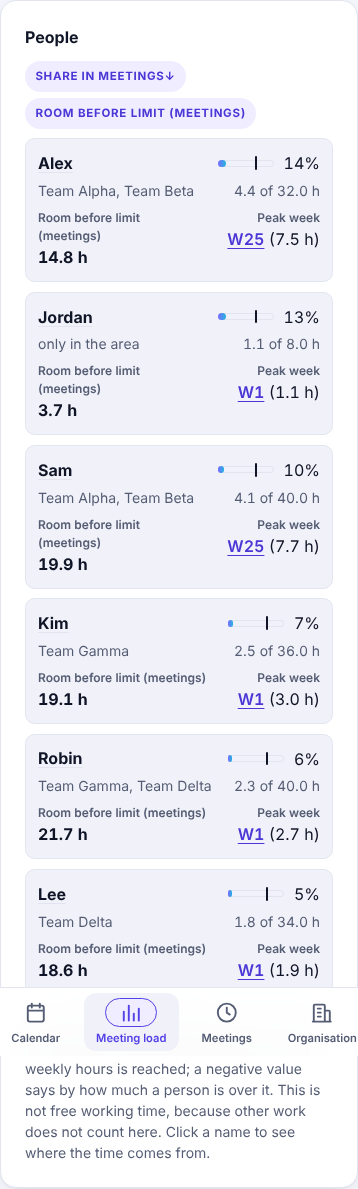 People
SHARE IN MEETINGS↓
ROOM BEFORE LIMIT (MEETINGS)
Alex 14%
Team Alpha, Team Beta 4.4 of 32.0 h
Room before limit (meetings) Peak week
14.8 h W25 (7.5 h)
Jordan 13%
only in the area 1.1 of 8.0 h
Room before limit (meetings) Peak week
3.7 h W1 (1.1 h)
Sam 10%
Team Alpha, Team Beta 4.1 of 40.0 h
Room before limit (meetings) Peak week
19.9 h W25 (7.7 h)
Kim 7%
Team Gamma 2.5 of 36.0 h
Room before limit (meetings) Peak week
19.1 h W1 (3.0 h)
Robin 6%
Team Gamma, Team Delta 2.3 of 40.0 h
Room before limit (meetings) Peak week
21.7 h W1 (2.7 h)
Lee 5%
Team Delta 1.8 of 34.0 h
Room before limit (meetings) Peak week
18.6 h W1 (1.9 h)
Calendar Meeting load Meetings Organisation
weekly hours is reached; a negative value
says by how much a person is over it. This is
not free working time, because other work
does not count here. Click a name to see
where the time comes from.